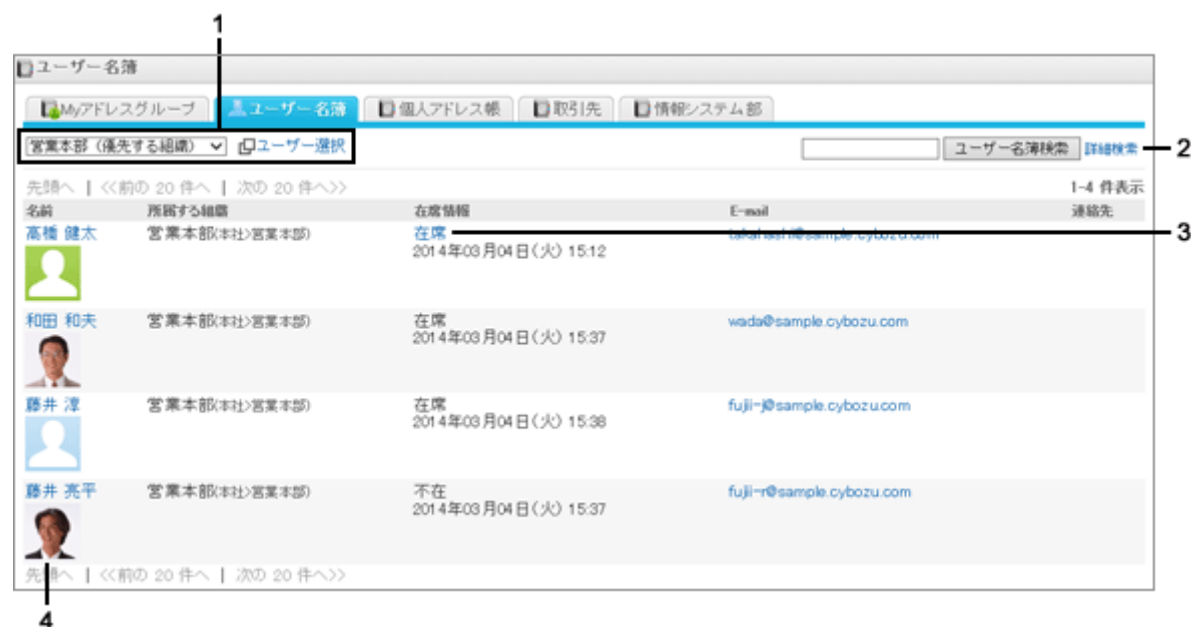 1
ユーザー名簿
Myアドレスグループ ユーザー名簿 個人アドレス帳 取引先 情報システム部
営業本部(優先する組織) ユーザー選択 ユーザー名簿検索 詳細検索 2
先頭へ | <<前の 20 件へ | 次の 20 件へ>> 1-4 件表示
名前 所属する組織 在席情報 E-mail 連絡先
高橋 健太 営業本部(本社>営業本部) 在席 takahashi@sample.cybozu.com 3
2014年03月04日(火) 15:12
和田 和夫 営業本部(本社>営業本部) 在席 wada@sample.cybozu.com
2014年03月04日(火) 15:37
藤井 淳 営業本部(本社>営業本部) 在席 fujii-j@sample.cybozu.com
2014年03月04日(火) 15:38
藤井 亮平 営業本部(本社>営業本部) 不在 fujii-r@sample.cybozu.com
2014年03月04日(火) 15:37
先頭へ | <<前の 20 件へ | 次の 20 件へ>>
4